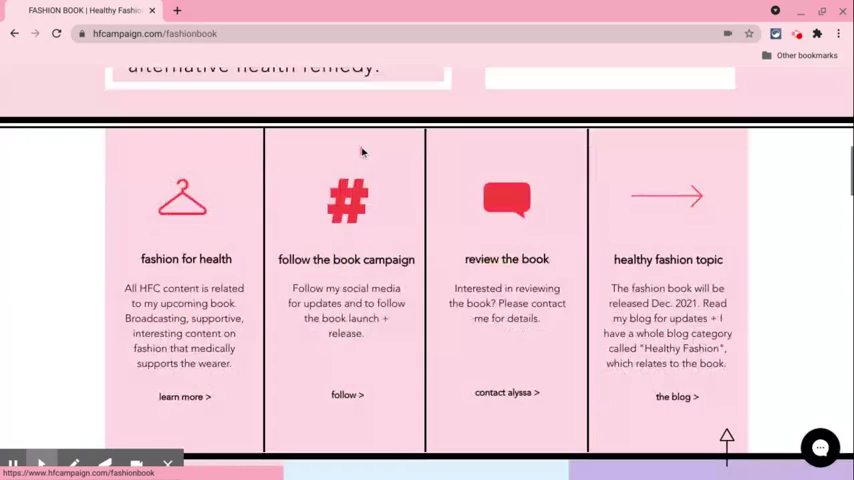 FASHION BOOK | Healthy Fashion
hfcampaign.com/fashionbook
Other bookmarks
alternative health remedy.
#
fashion for health
All HFC content is related
to my upcoming book.
Broadcasting, supportive,
interesting content on
fashion that medically
supports the wearer.
learn more >
follow the book campaign
Follow my social media
for updates and to follow
the book launch +
release.
follow >
review the book
Interested in reviewing
the book? Please contact
me for details.
contact alyssa >
healthy fashion topic
The fashion book will be
released Dec. 2021. Read
my blog for updates + I
have a whole blog category
called "Healthy Fashion",
which relates to the book.
the blog >
https://www.hfcampaign.com/fashionbook